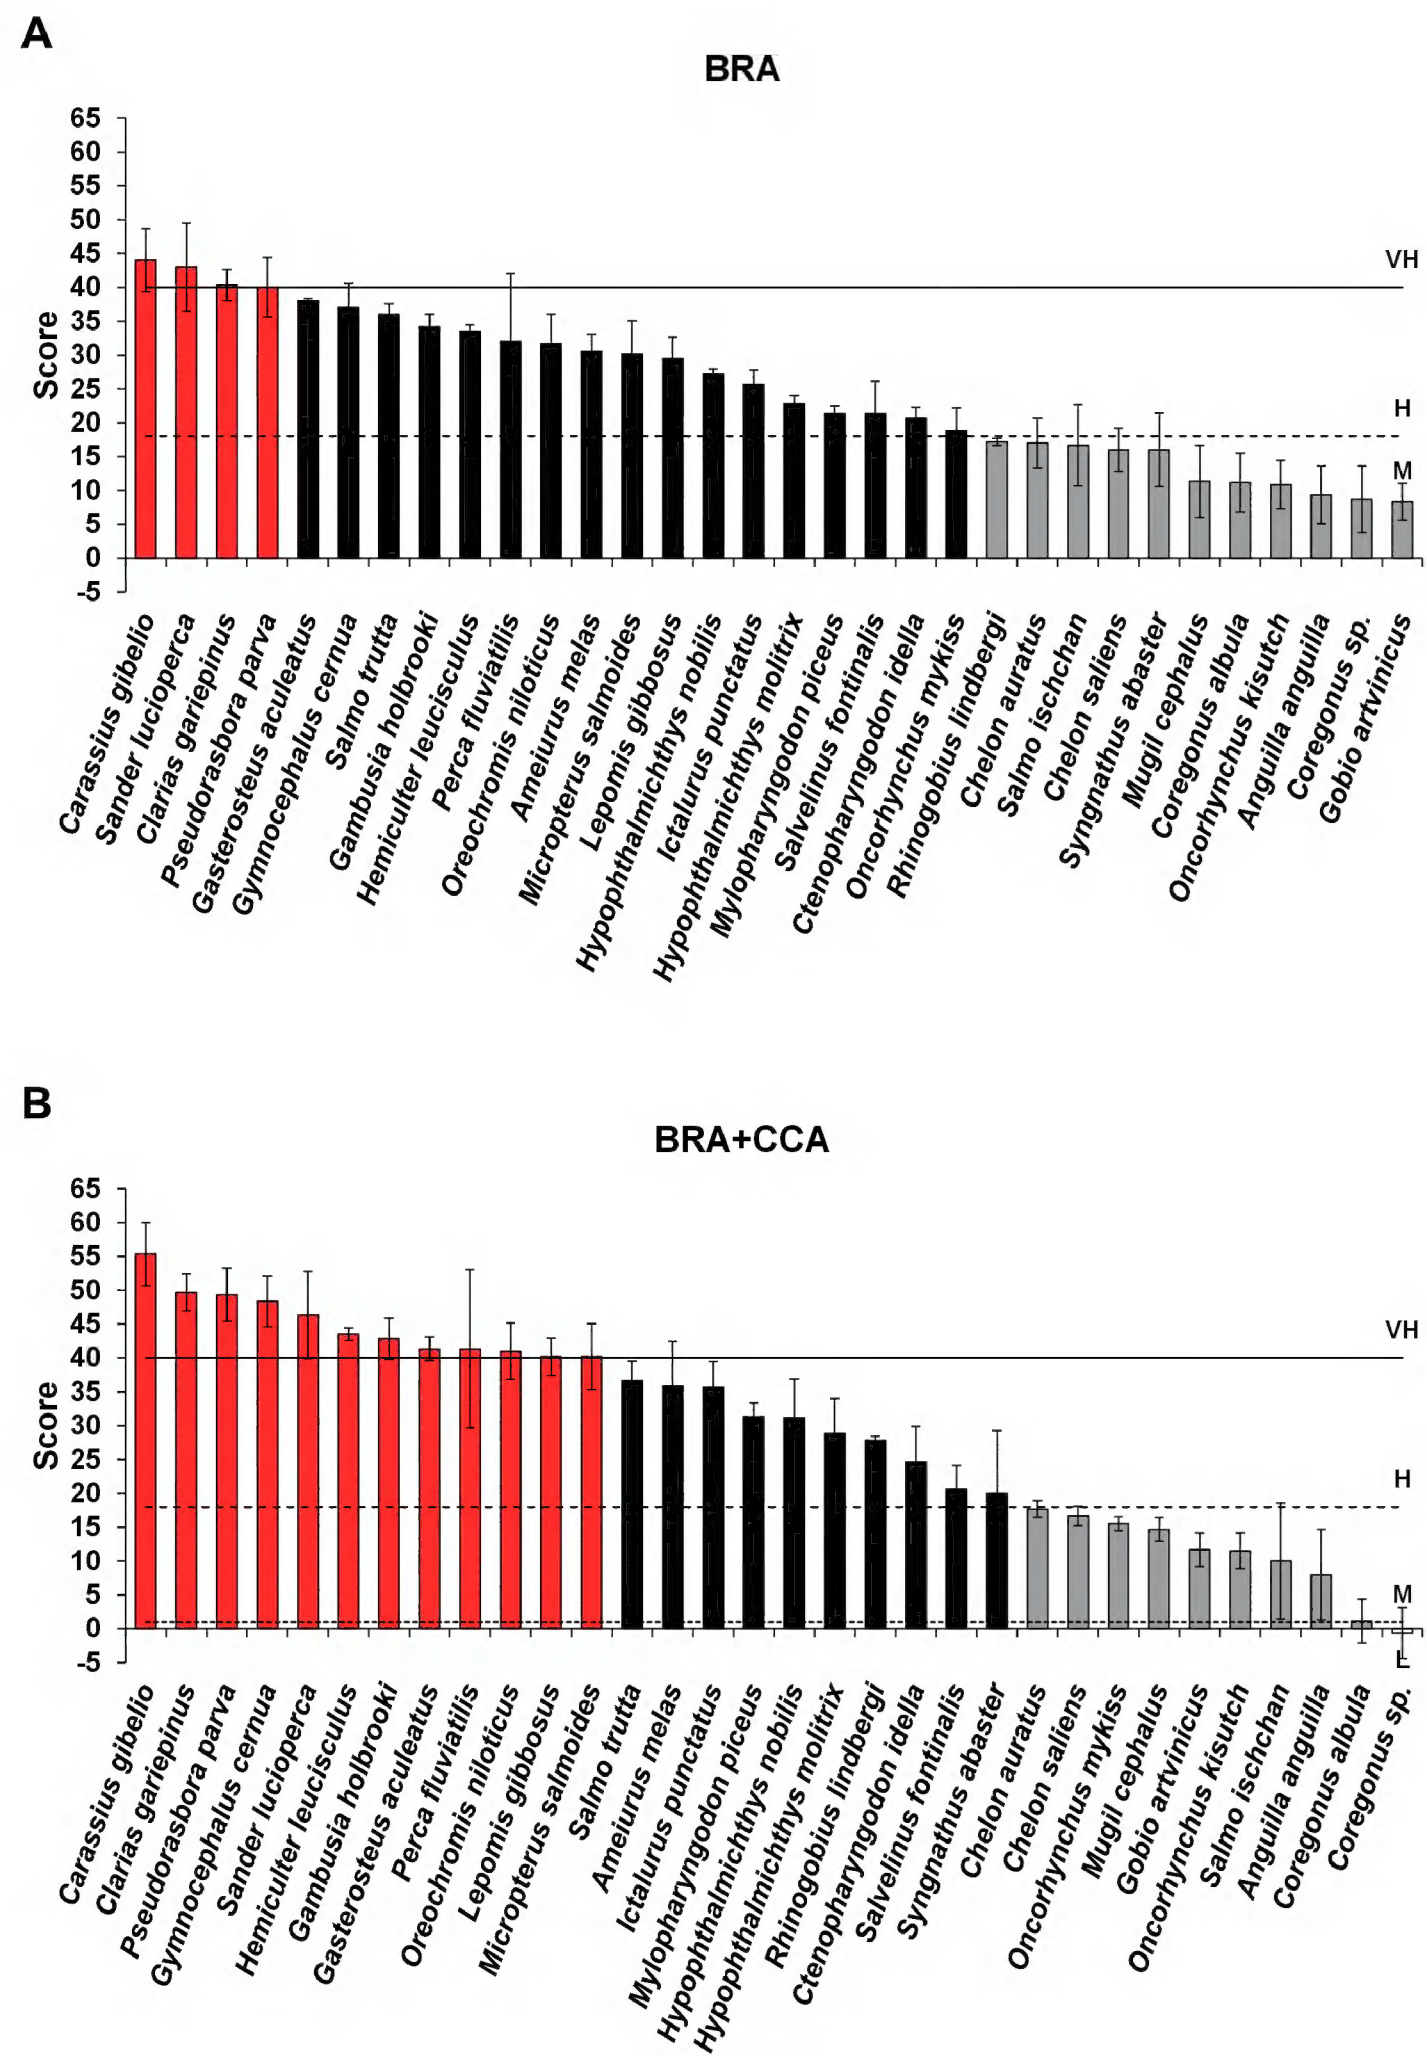 A
BRA
65
60
55
50
45
40
35
30
25
20
15
10
5
0
-5
Score
VH
H
M
Carassius gibelio
Sander lucioperca
Clarias gariepinus
Pseudorasbora parva
Gasterosteus aculeatus
Gymnocephalus cernua
Salmo trutta
Gambusia holbrooki
Hemiculter leucisculus
Perca fluviatilis
Oreochromis niloticus
Ameiurus melas
Micropterus salmoides
Lepomis gibbosus
Hypophthalmichthys nobilis
Ictalurus punctatus
Hypophthalmichthys molitrix
Mylopharyngodon piceus
Salvelinus fontinalis
Ctenopharyngodon idella
Oncorhynchus mykiss
Rhinogobius lindbergi
Chelon auratus
Salmo ischchan
Chelon saliens
Syngnathus abaster
Mugil cephalus
Coregonus albula
Oncorhynchus kisutch
Anguilla anguilla
Coregonus sp.
Gobio artvinicus
B
BRA+CCA
65
60
55
50
45
40
35
30
25
20
15
10
5
0
-5
Score
VH
H
M
L
Carassius gibelio
Clarias gariepinus
Pseudorasbora parva
Gymnocephalus cernua
Sander lucioperca
Hemiculter leucisculus
Gambusia holbrooki
Gasterosteus aculeatus
Perca fluviatilis
Oreochromis niloticus
Lepomis gibbosus
Micropterus salmoides
Salmo trutta
Ameiurus melas
Ictalurus punctatus
Mylopharyngodon piceus
Hypophthalmichthys nobilis
Hypophthalmichthys molitrix
Rhinogobius lindbergi
Ctenopharyngodon idella
Salvelinus fontinalis
Syngnathus abaster
Chelon auratus
Chelon saliens
Oncorhynchus mykiss
Mugil cephalus
Gobio artvinicus
Oncorhynchus kisutch
Salmo ischchan
Anguilla anguilla
Coregonus albula
Coregonus sp.